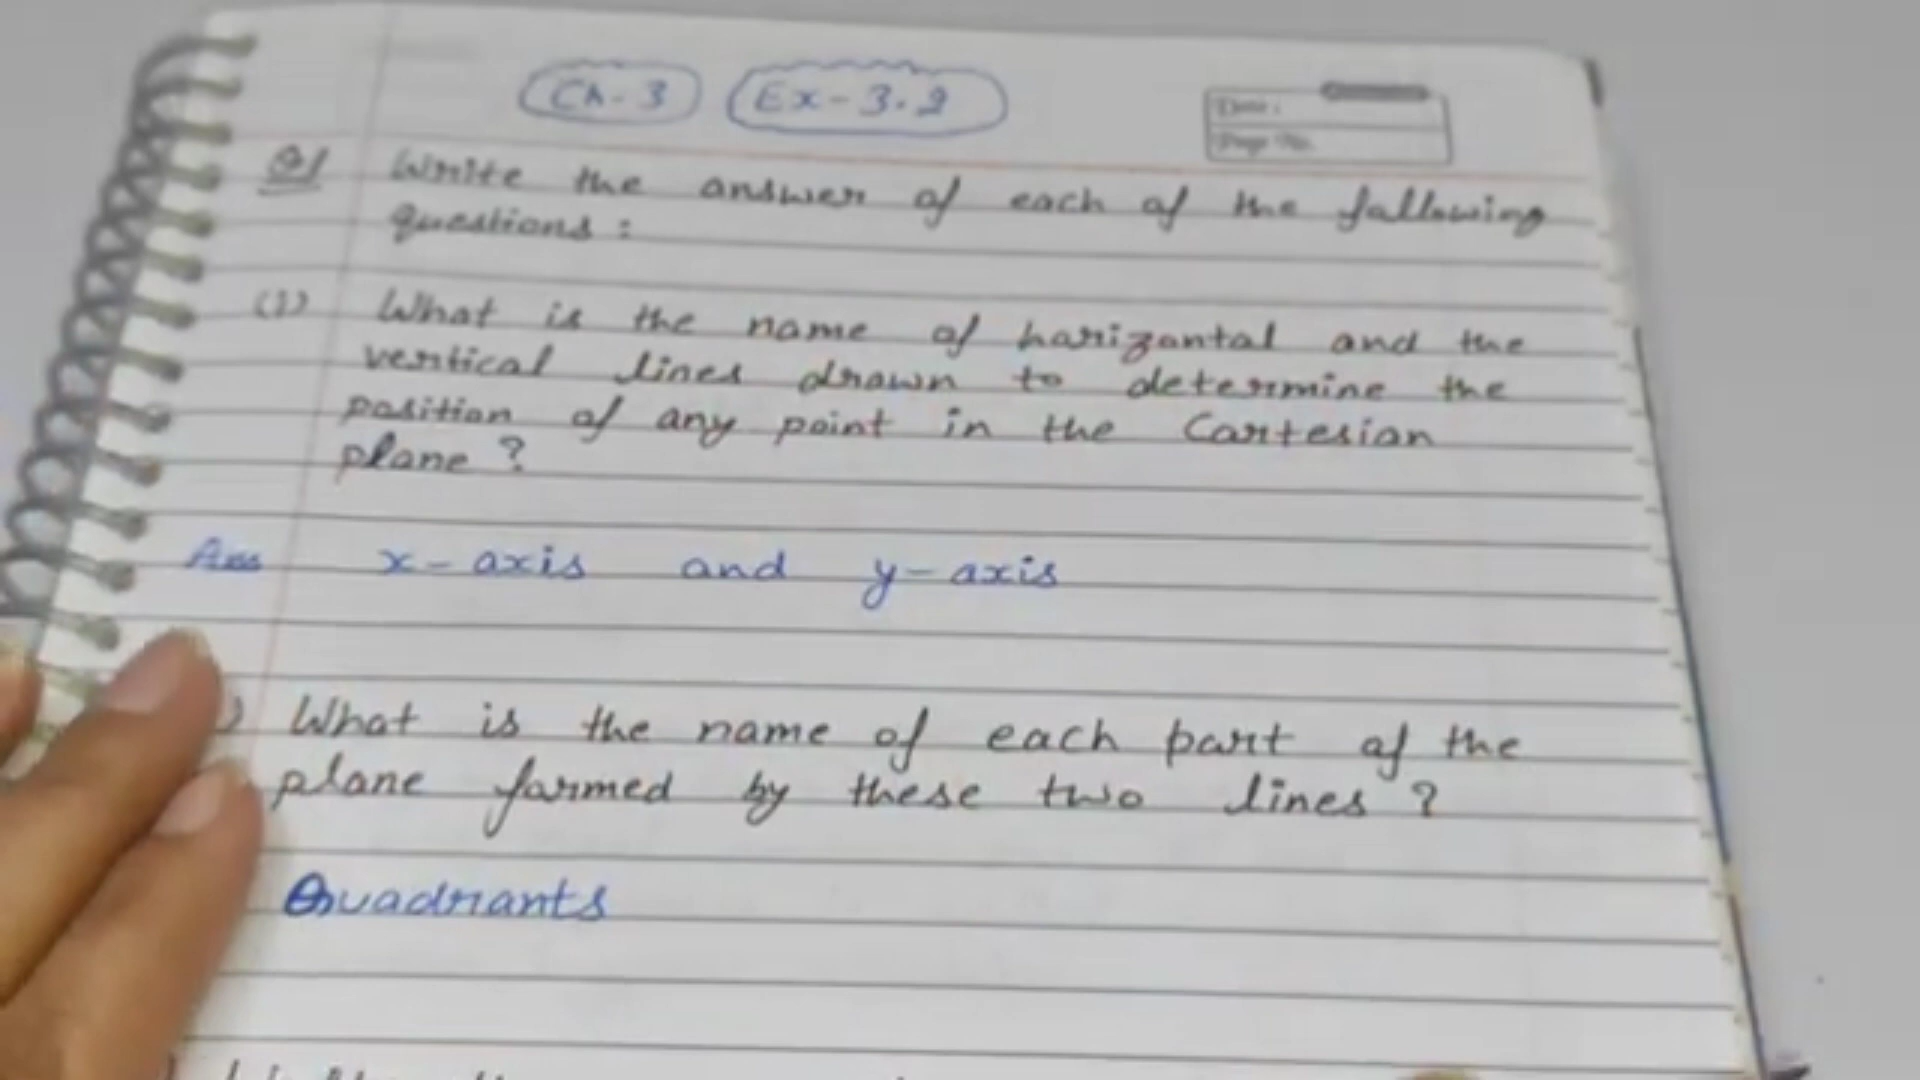 Ch-3 Ex-3.2
Date:
Page No.
Q1 Write the answer of each of the following
questions:
(1) What is the name of harizantal and the
vertical lines drawn to determine the
position of any point in the Cartesian
plane?
Ans x-axis and y-axis
) What is the name of each part of the
plane formed by these two lines?
Quadrants